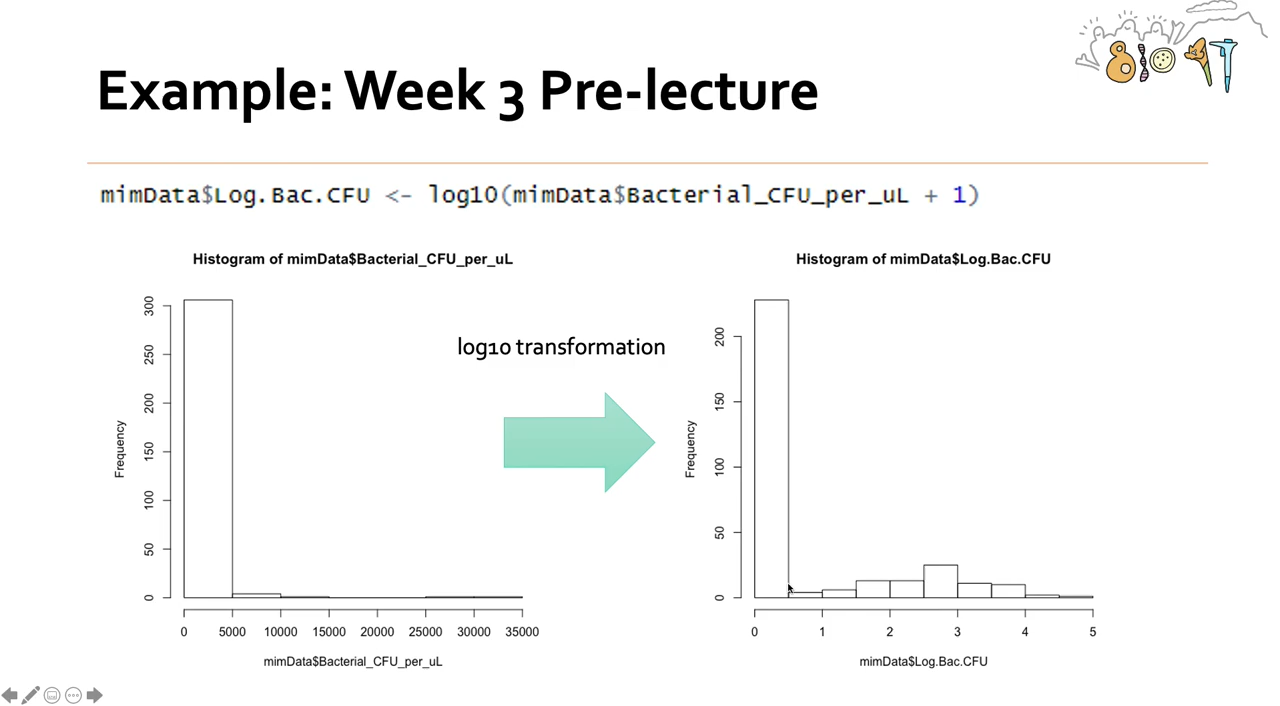 BIO AT
Example: Week 3 Pre-lecture
mimData$Log.Bac.CFU <- log10(mimData$Bacterial_CFU_per_uL + 1)
Histogram of mimData$Bacterial_CFU_per_uL
Frequency
300
250
200
150
100
50
0
0 5000 10000 15000 20000 25000 30000 35000
mimData$Bacterial_CFU_per_uL
log10 transformation
Histogram of mimData$Log.Bac.CFU
Frequency
200
150
100
50
0
0 1 2 3 4 5
mimData$Log.Bac.CFU